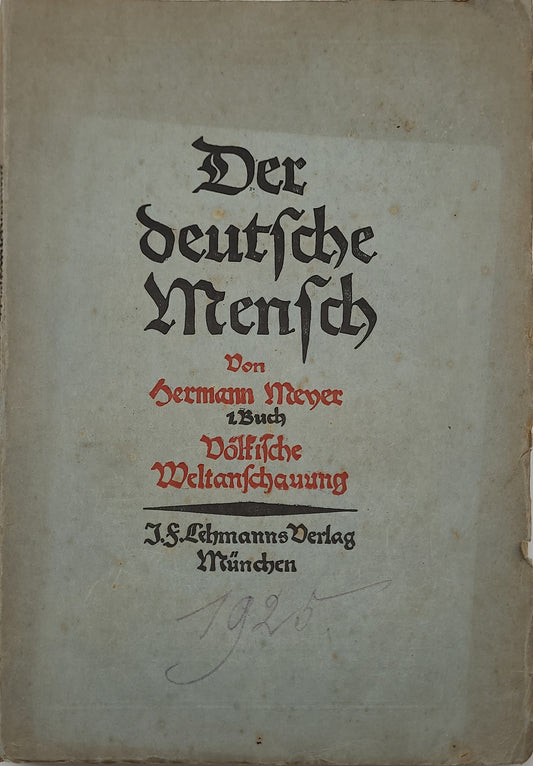 Der
deutſche
Menſch
Von
Hermann Meyer
1. Buch
Völkiſche
Weltanſchauung
J. F. Lehmanns Verlag
München
1925.